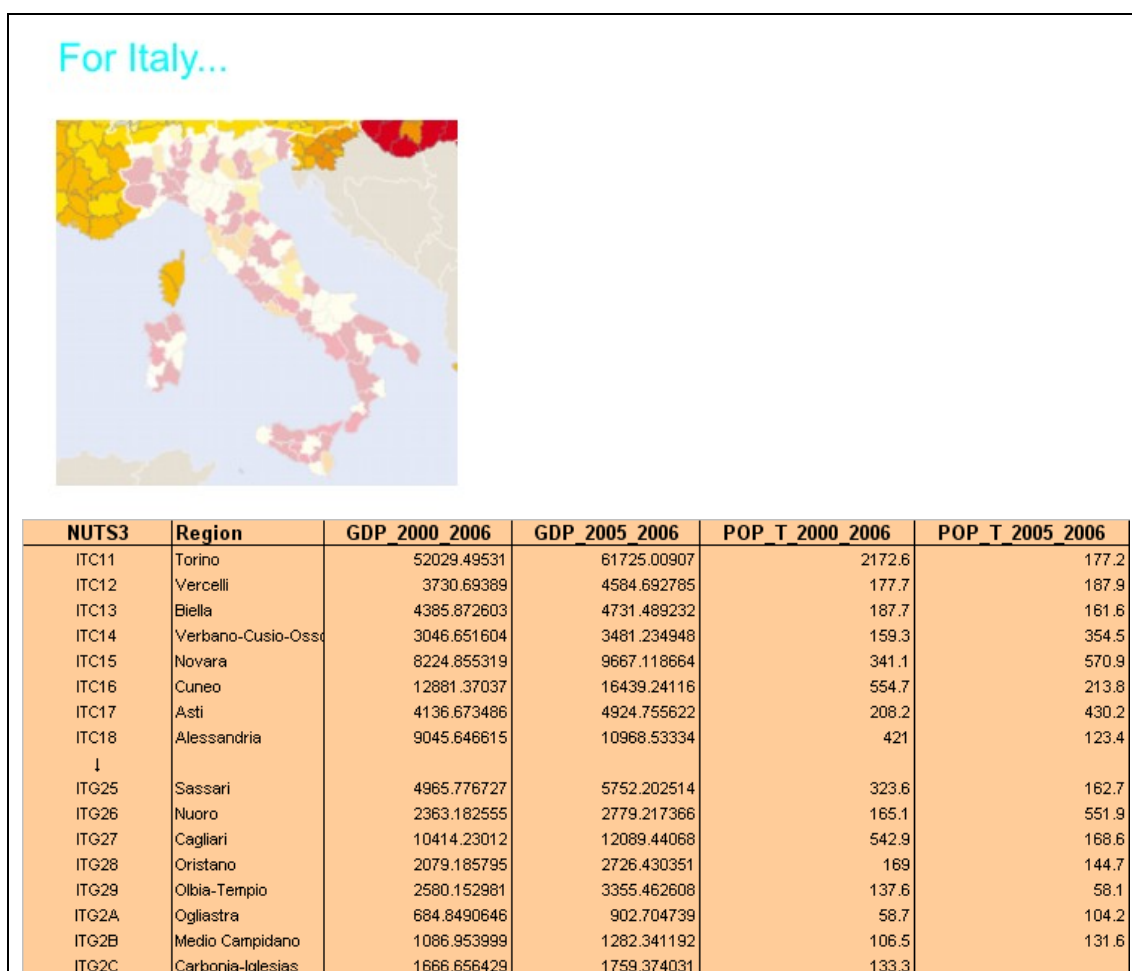 For Italy...
NUTS3 Region GDP_2000_2006 GDP_2005_2006 POP_T_2000_2006 POP_T_2005_2006
ITC11 Torino 52029.49531 61725.00907 2172.6 177.2
ITC12 Vercelli 3730.69389 4584.692785 177.7 187.9
ITC13 Biella 4385.872603 4731.489232 187.7 161.6
ITC14 Verbano-Cusio-Osso 3046.651604 3481.234948 159.3 354.5
ITC15 Novara 8224.855319 9667.118664 341.1 570.9
ITC16 Cuneo 12881.37037 16439.24116 554.7 213.8
ITC17 Asti 4136.673486 4924.755622 208.2 430.2
ITC18 Alessandria 9045.646615 10968.53334 421 123.4
↓
ITG25 Sassari 4965.776727 5752.202514 323.6 162.7
ITG26 Nuoro 2363.182555 2779.217366 165.1 551.9
ITG27 Cagliari 10414.23012 12089.44068 542.9 168.6
ITG28 Oristano 2079.185795 2726.430351 169 144.7
ITG29 Olbia-Tempio 2580.152981 3355.462608 137.6 58.1
ITG2A Ogliastra 684.8490646 902.704739 58.7 104.2
ITG2B Medio Campidano 1086.953999 1282.341192 106.5 131.6
ITG2C Carbonia-Iglesias 1666.656429 1759.374031 133.3